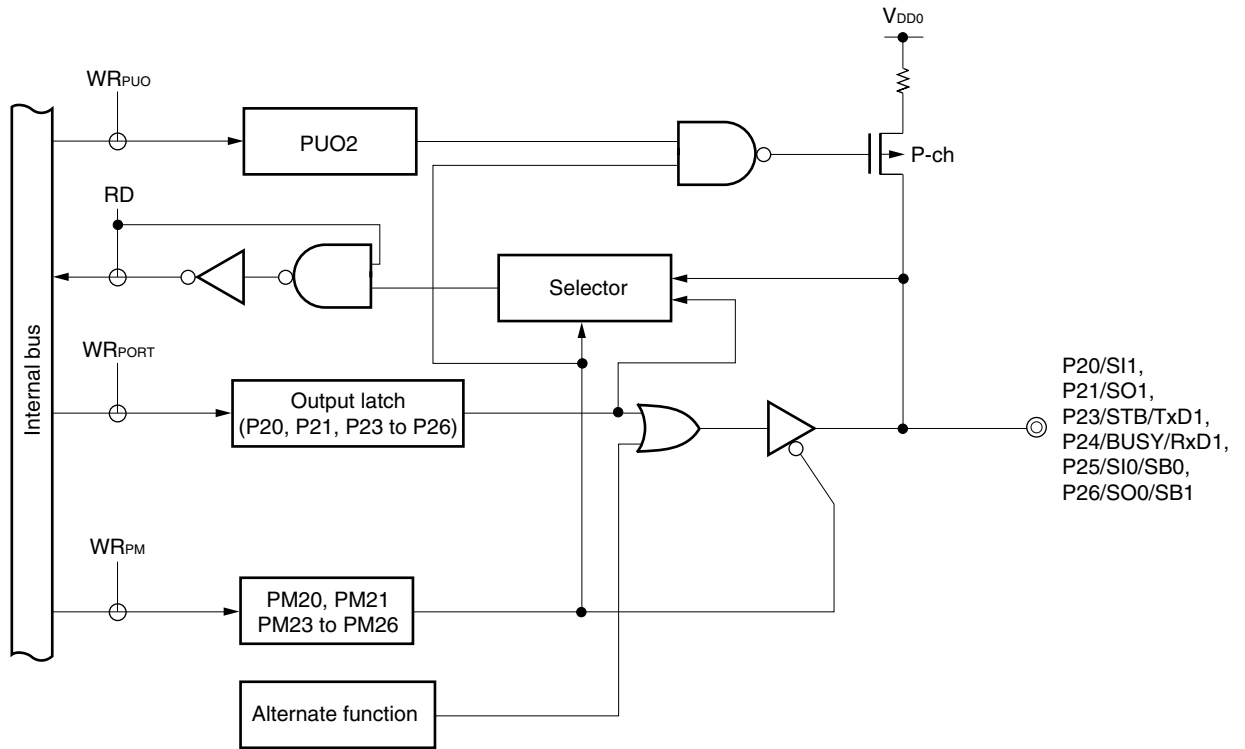 VDD0
WRPUO
PUO2
P-ch
RD
Selector
Internal bus
WRPORT
Output latch
(P20, P21, P23 to P26)
P20/SI1,
P21/SO1,
P23/STB/TxD1,
P24/BUSY/RxD1,
P25/SI0/SB0,
P26/SO0/SB1
WRPM
PM20, PM21
PM23 to PM26
Alternate function